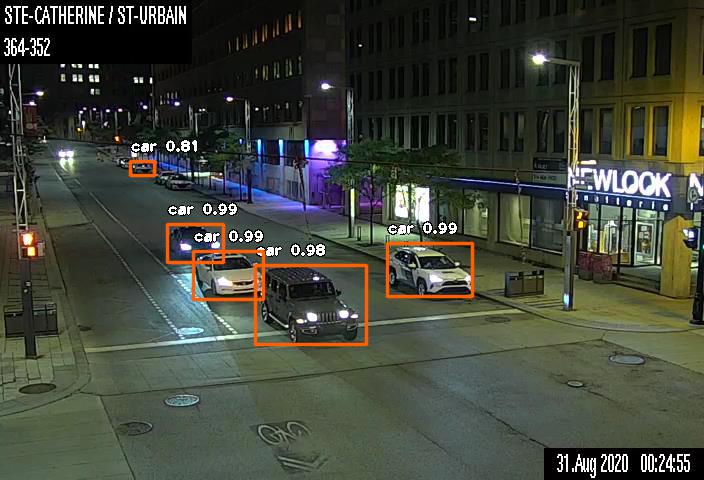 STE-CATHERINE / ST-URBAIN
364-352
car 0.81
car 0.99
car 0.99
car 0.98
car 0.99
NEWLOOK
31.Aug 2020 00:24:55